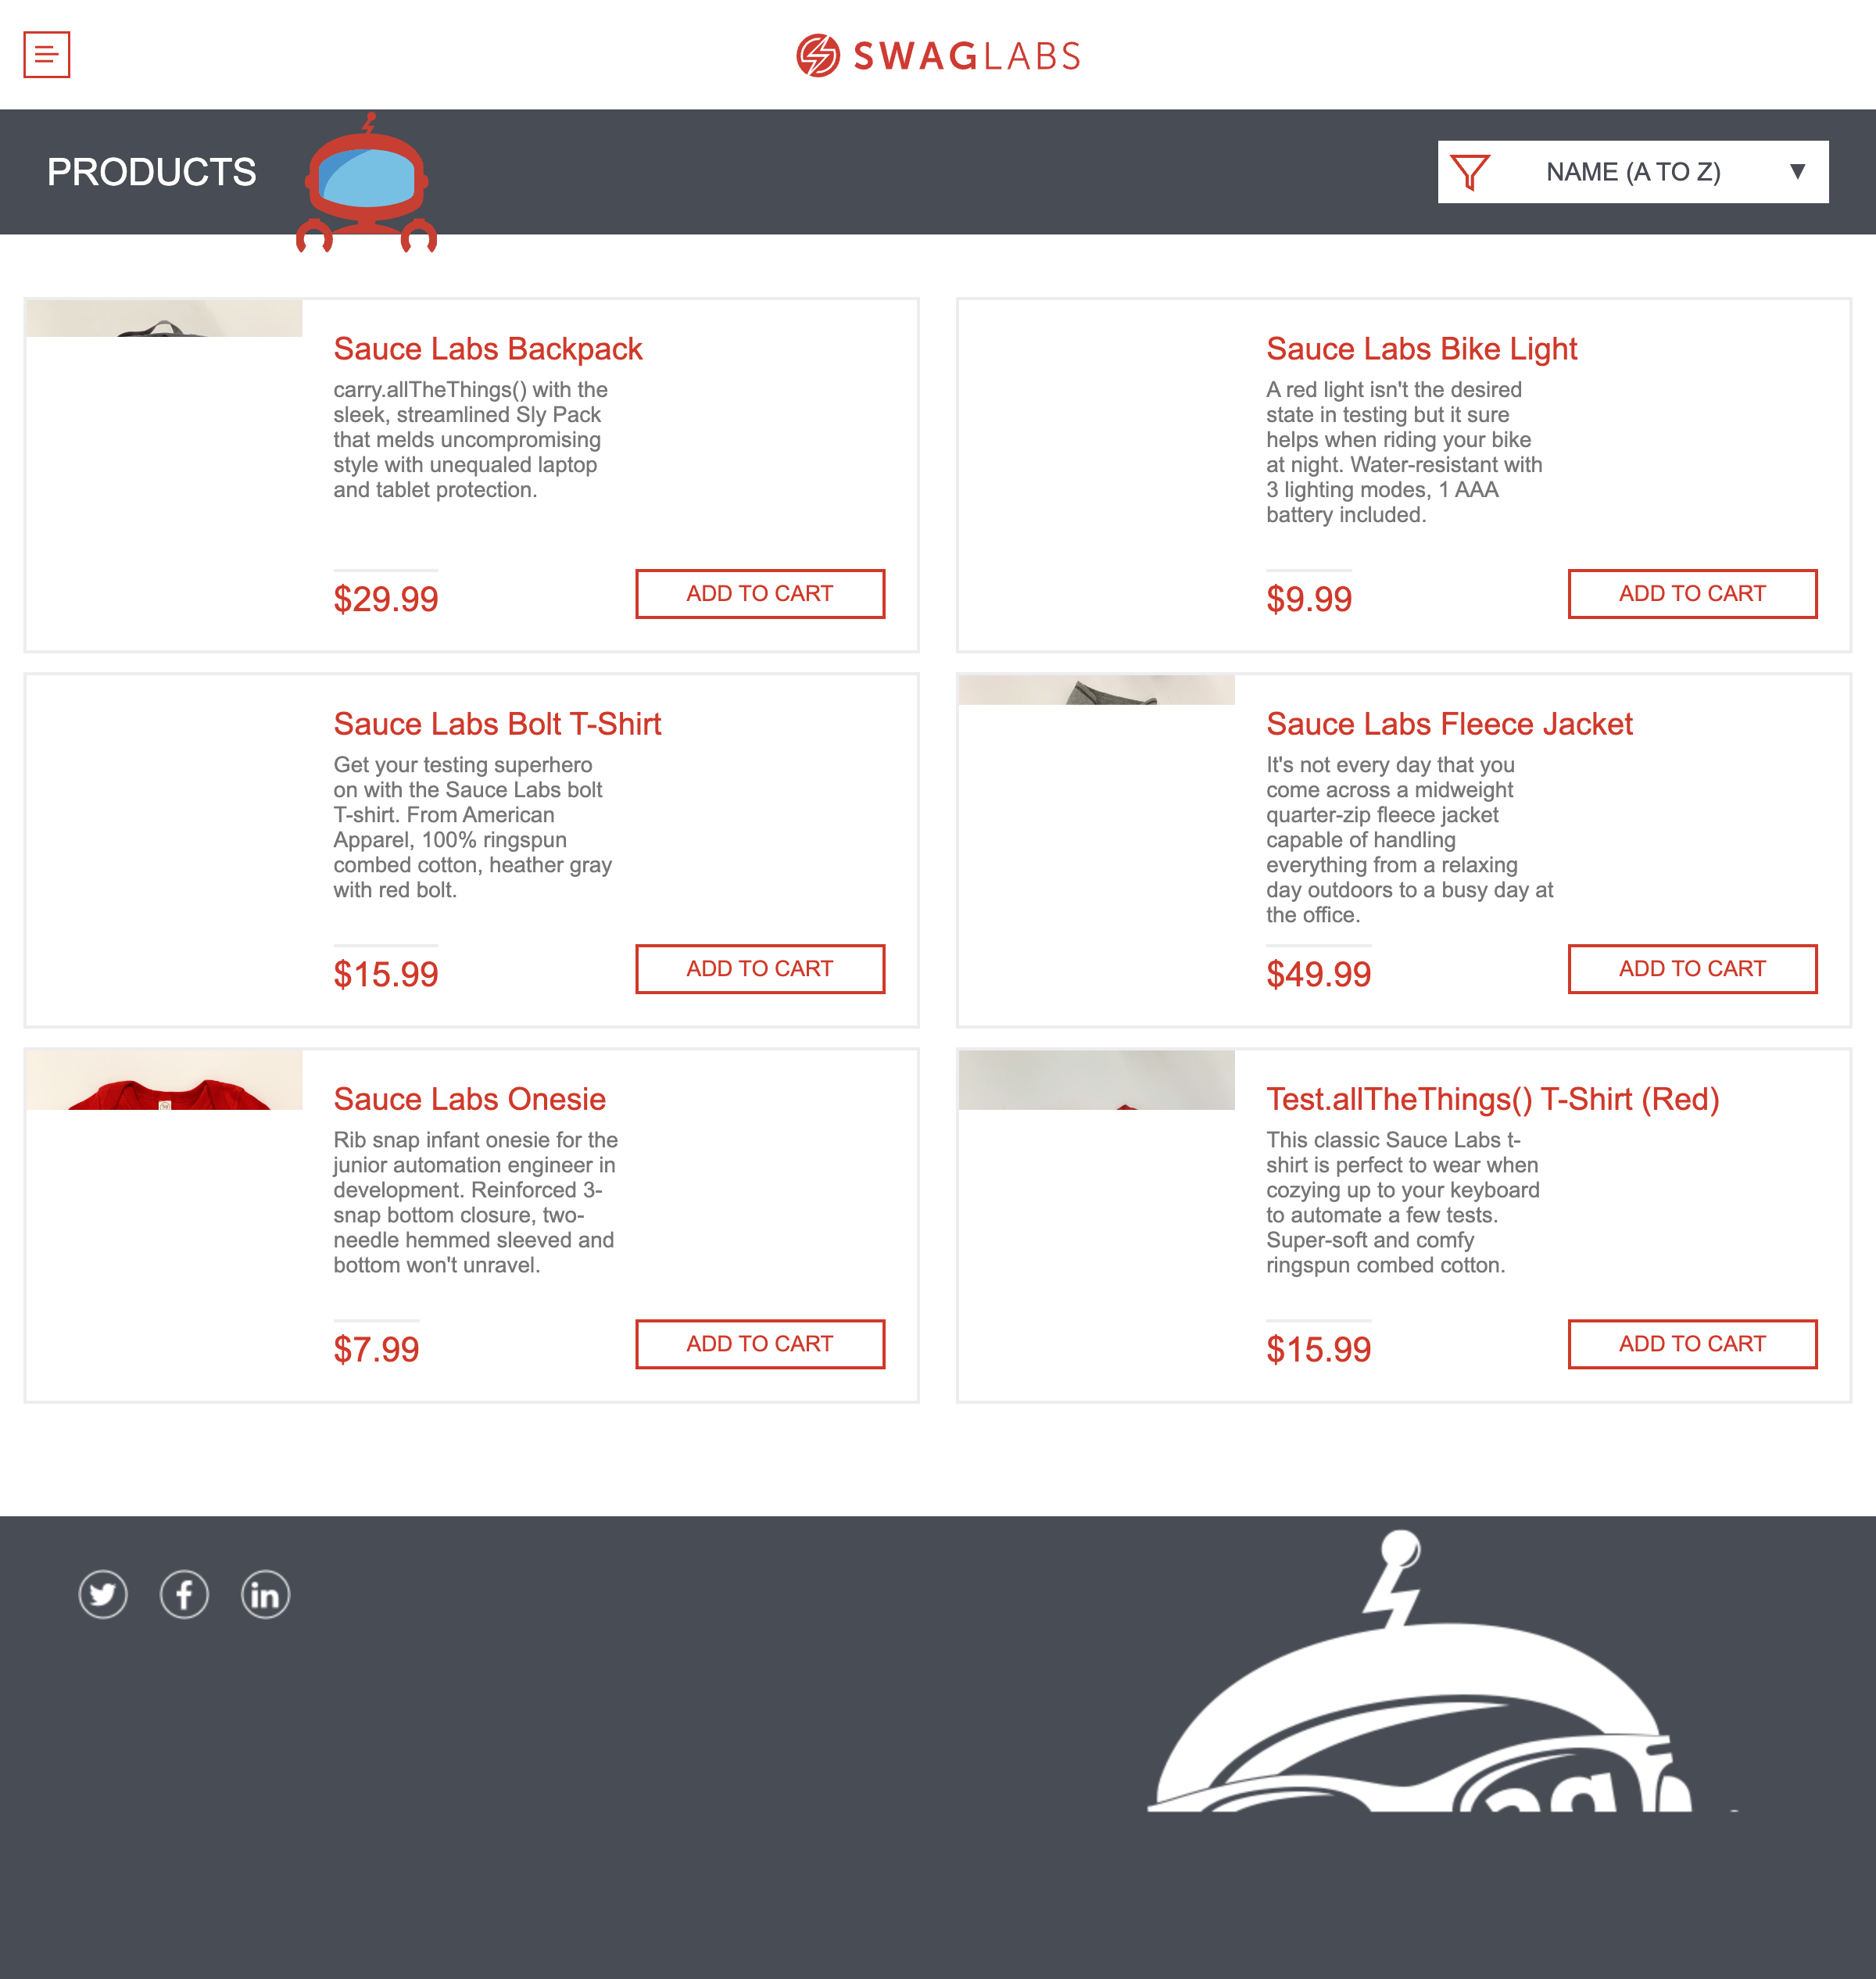 SWAGLABS
PRODUCTS
NAME (A TO Z)
Sauce Labs Backpack
carry.allTheThings() with the
sleek, streamlined Sly Pack
that melds uncompromising
style with unequaled laptop
and tablet protection.
$29.99
ADD TO CART
Sauce Labs Bike Light
A red light isn't the desired
state in testing but it sure
helps when riding your bike
at night. Water-resistant with
3 lighting modes, 1 AAA
battery included.
$9.99
ADD TO CART
Sauce Labs Bolt T-Shirt
Get your testing superhero
on with the Sauce Labs bolt
T-shirt. From American
Apparel, 100% ringspun
combed cotton, heather gray
with red bolt.
$15.99
ADD TO CART
Sauce Labs Fleece Jacket
It's not every day that you
come across a midweight
quarter-zip fleece jacket
capable of handling
everything from a relaxing
day outdoors to a busy day at
the office.
$49.99
ADD TO CART
Sauce Labs Onesie
Rib snap infant onesie for the
junior automation engineer in
development. Reinforced 3-
snap bottom closure, two-
needle hemmed sleeved and
bottom won't unravel.
$7.99
ADD TO CART
Test.allTheThings() T-Shirt (Red)
This classic Sauce Labs t-
shirt is perfect to wear when
cozying up to your keyboard
to automate a few tests.
Super-soft and comfy
ringspun combed cotton.
$15.99
ADD TO CART
f
in